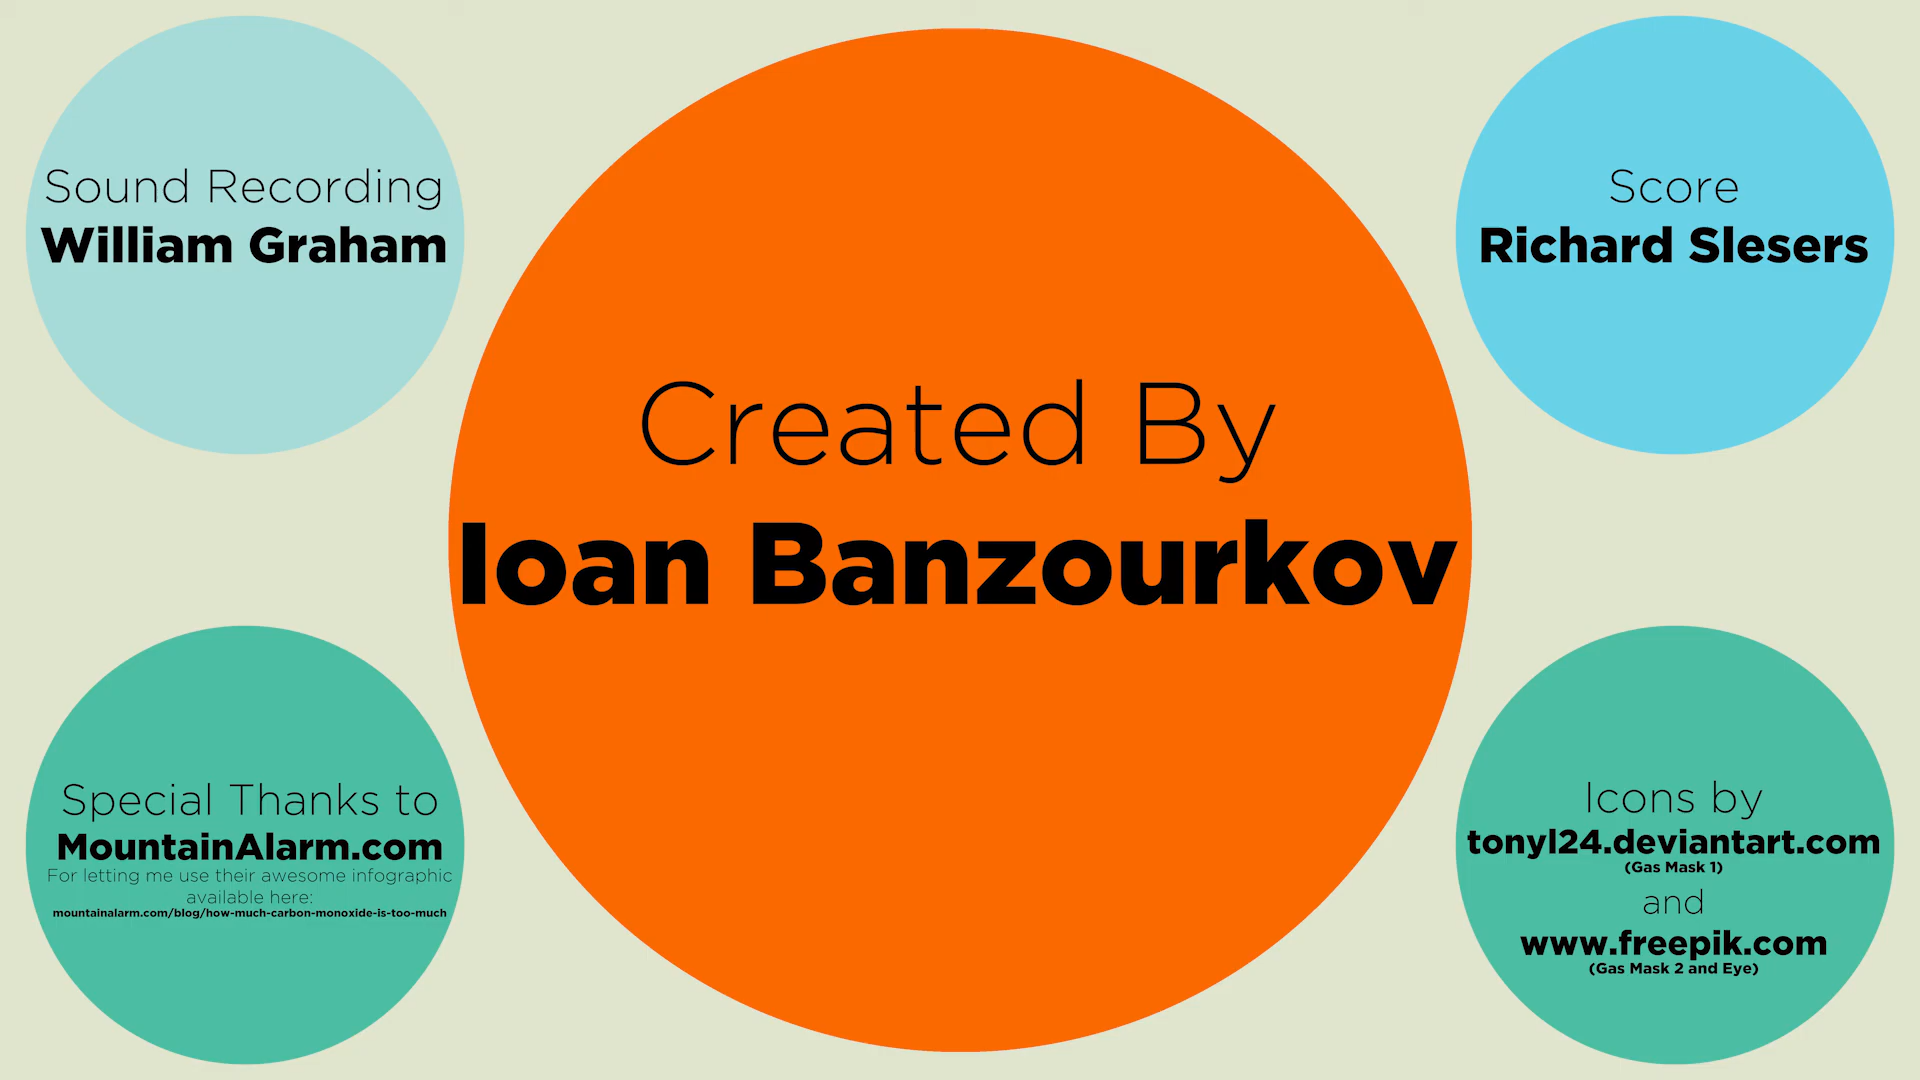 Sound Recording
William Graham
Score
Richard Slesers
Created By
Ioan Banzourkov
Special Thanks to
MountainAlarm.com
For letting me use their awesome infographic
available here:
mountainalarm.com/blog/how-much-carbon-monoxide-is-too-much
Icons by
tonyl24.deviantart.com
(Gas Mask 1)
and
www.freepik.com
(Gas Mask 2 and Eye)